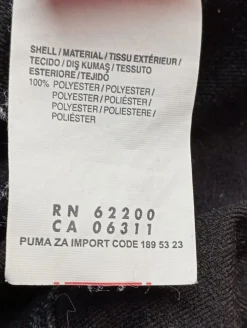 SHELL / MATERIAL / TISSU EXTÉRIEUR /
TECIDO / DIŞ KUMAŞ / TESSUTO
ESTERIORE / TEJIDO
100% POLYESTER / POLYESTER /
POLYESTER / POLIÉSTER /
POLYESTER / POLIESTERE /
POLIÉSTER
RN 62200
CA 06311
PUMA ZA IMPORT CODE 189 53 23